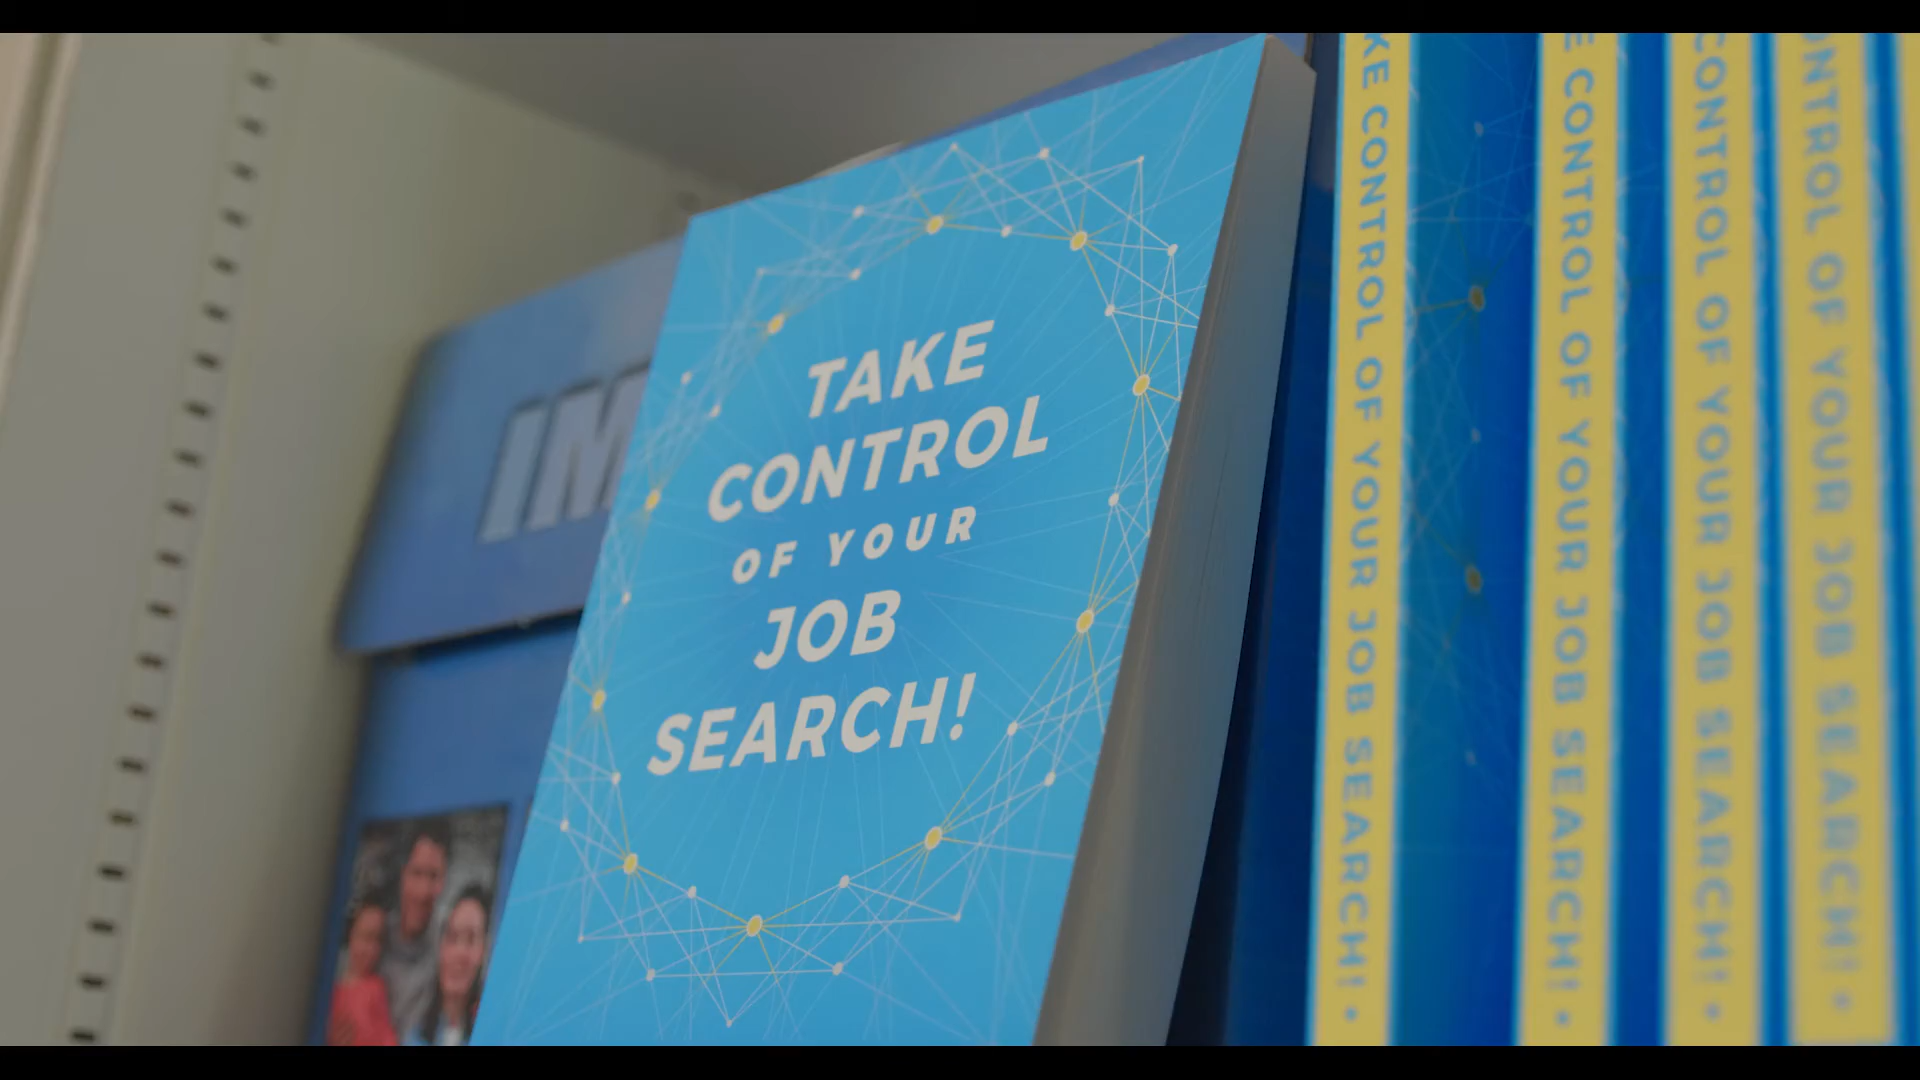 TAKE
CONTROL
OF YOUR
JOB
SEARCH!
IM
KE CONTROL OF YOUR JOB SEARCH! •
E CONTROL OF YOUR JOB SEARCH! •
CONTROL OF YOUR JOB SEARCH! •
ONTROL OF YOUR JOB SEARCH! •